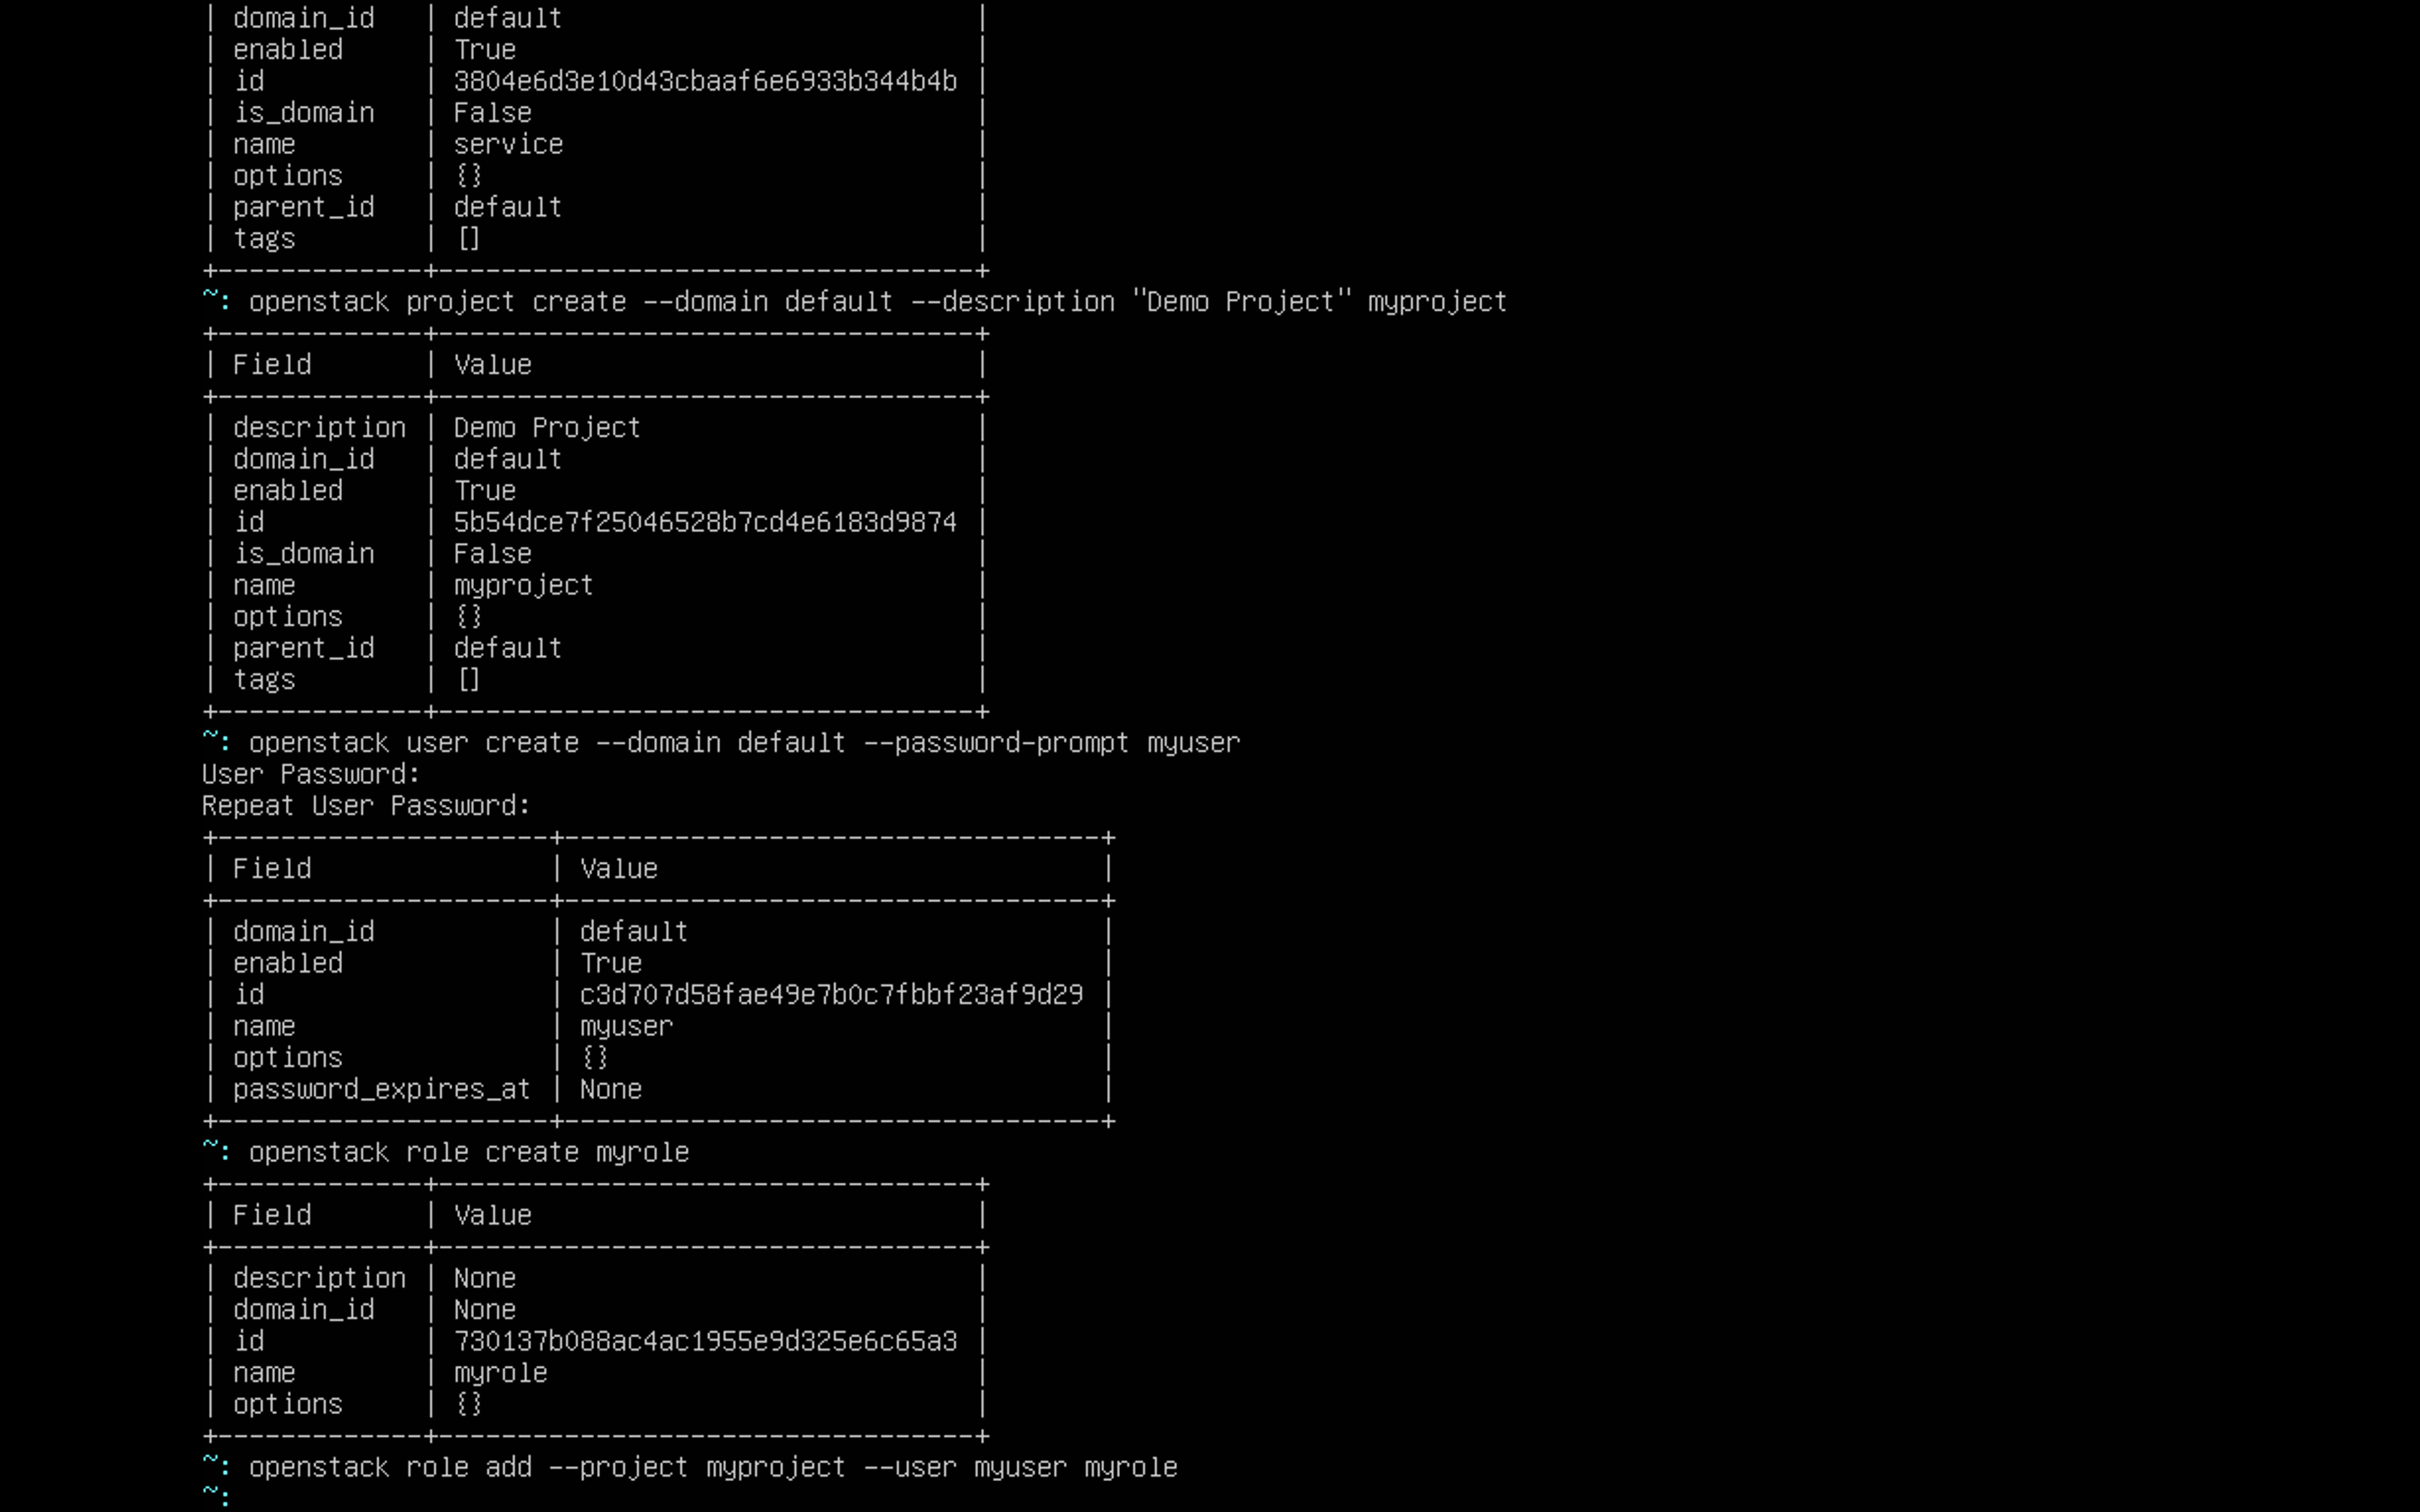 | domain_id   | default                          |
| enabled     | True                             |
| id          | 3804e6d3e10d43cbaaf6e6933b344b4b |
| is_domain   | False                            |
| name        | service                          |
| options     | {}                               |
| parent_id   | default                          |
| tags        | []                               |
+-------------+----------------------------------+
~: openstack project create --domain default --description "Demo Project" myproject
+-------------+----------------------------------+
| Field       | Value                            |
+-------------+----------------------------------+
| description | Demo Project                     |
| domain_id   | default                          |
| enabled     | True                             |
| id          | 5b54dce7f25046528b7cd4e6183d9874 |
| is_domain   | False                            |
| name        | myproject                        |
| options     | {}                               |
| parent_id   | default                          |
| tags        | []                               |
+-------------+----------------------------------+
~: openstack user create --domain default --password-prompt myuser
User Password:
Repeat User Password:
+---------------------+----------------------------------+
| Field               | Value                            |
+---------------------+----------------------------------+
| domain_id           | default                          |
| enabled             | True                             |
| id                  | c3d707d58fae49e7b0c7fbbf23af9d29 |
| name                | myuser                           |
| options             | {}                               |
| password_expires_at | None                             |
+---------------------+----------------------------------+
~: openstack role create myrole
+-------------+----------------------------------+
| Field       | Value                            |
+-------------+----------------------------------+
| description | None                             |
| domain_id   | None                             |
| id          | 730137b088ac4ac1955e9d325e6c65a3 |
| name        | myrole                           |
| options     | {}                               |
+-------------+----------------------------------+
~: openstack role add --project myproject --user myuser myrole
~: